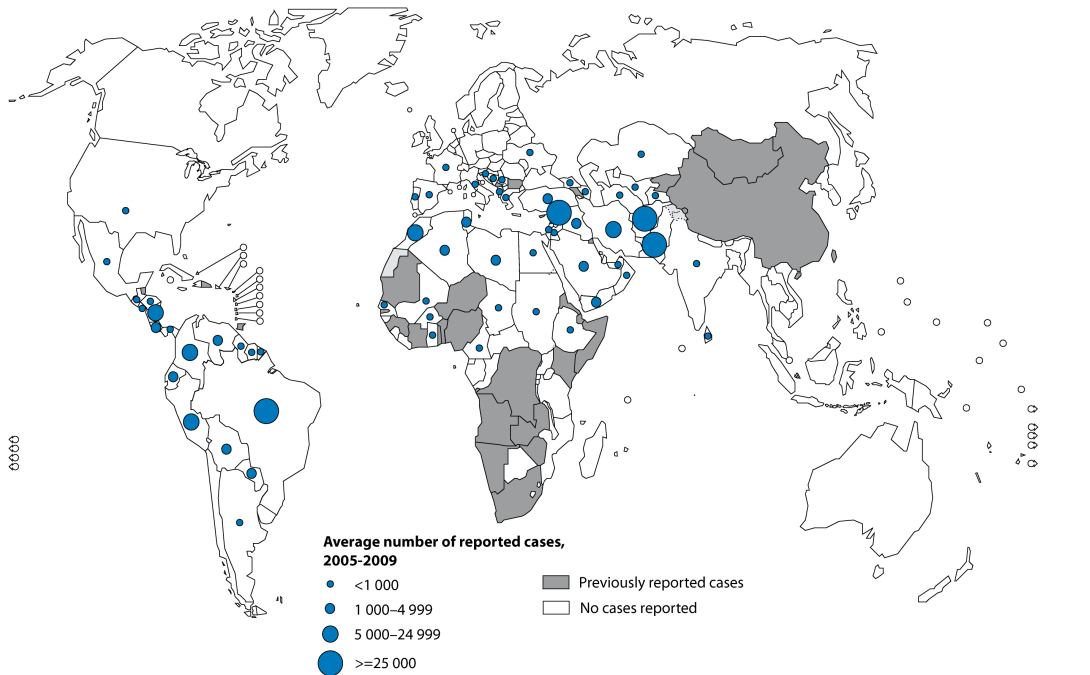 Average number of reported cases,
2005-2009
<1 000
1 000–4 999
5 000–24 999
>=25 000
Previously reported cases
No cases reported